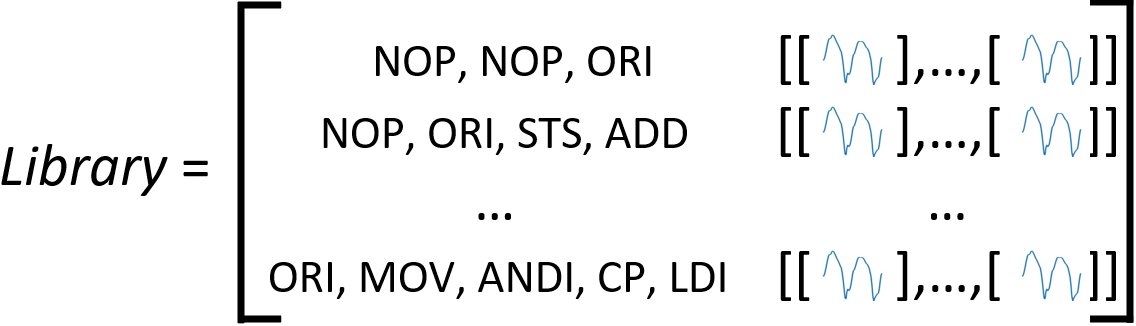 NOP, NOP, ORI [[ ],...,[ ]]
NOP, ORI, STS, ADD [[ ],...,[ ]]
Library =
... ...
ORI, MOV, ANDI, CP, LDI [[ ],...,[ ]]